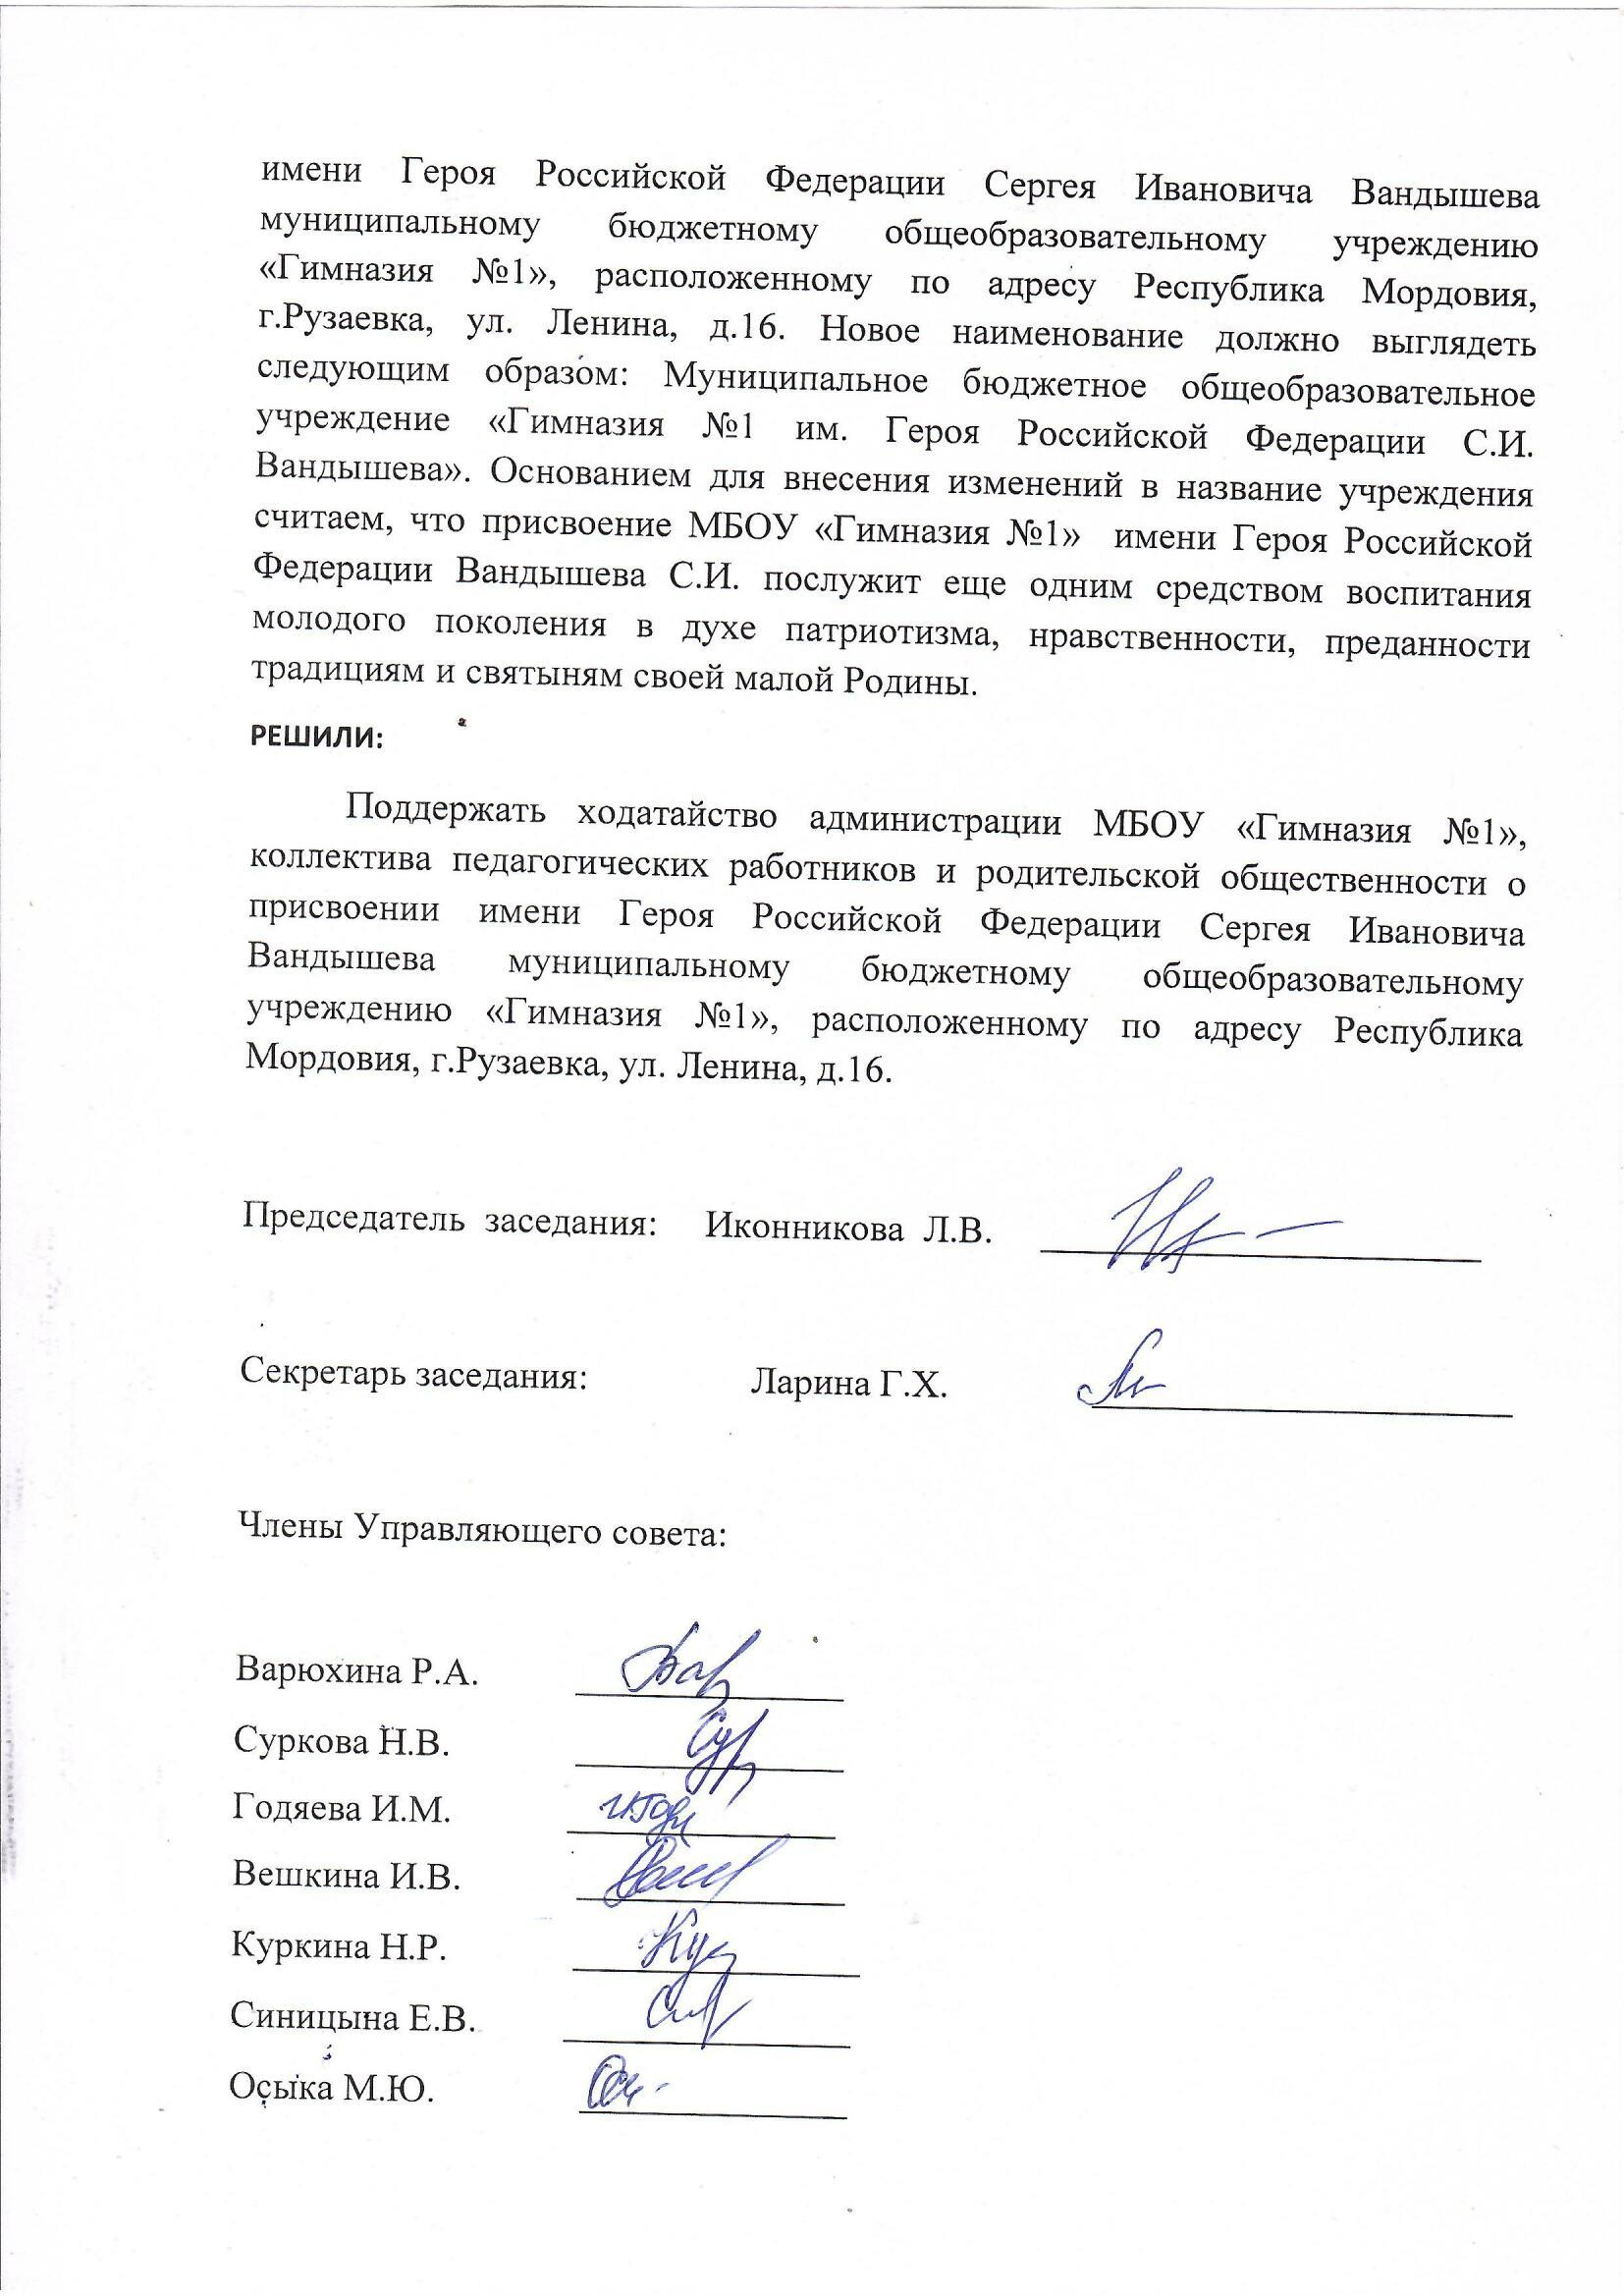 имени Героя Российской Федерации Сергея Ивановича Вандышева
муниципальному бюджетному общеобразовательному учреждению
«Гимназия №1», расположенному по адресу Республика Мордовия,
г.Рузаевка, ул. Ленина, д.16. Новое наименование должно выглядеть
следующим образом: Муниципальное бюджетное общеобразовательное
учреждение «Гимназия №1 им. Героя Российской Федерации С.И.
Вандышева». Основанием для внесения изменений в название учреждения
считаем, что присвоение МБОУ «Гимназия №1» имени Героя Российской
Федерации Вандышева С.И. послужит еще одним средством воспитания
молодого поколения в духе патриотизма, нравственности, преданности
традициям и святыням своей малой Родины.
РЕШИЛИ:
Поддержать ходатайство администрации МБОУ «Гимназия №1»,
коллектива педагогических работников и родительской общественности о
присвоении имени Героя Российской Федерации Сергея Ивановича
Вандышева муниципальному бюджетному общеобразовательному
учреждению «Гимназия №1», расположенному по адресу Республика
Мордовия, г.Рузаевка, ул. Ленина, д.16.
Председатель заседания: Иконникова Л.В.
Секретарь заседания: Ларина Г.Х.
Члены Управляющего совета:
Варюхина Р.А.
Суркова Н.В.
Годяева И.М.
Вешкина И.В.
Куркина Н.Р.
Синицына Е.В.
Осыка М.Ю.